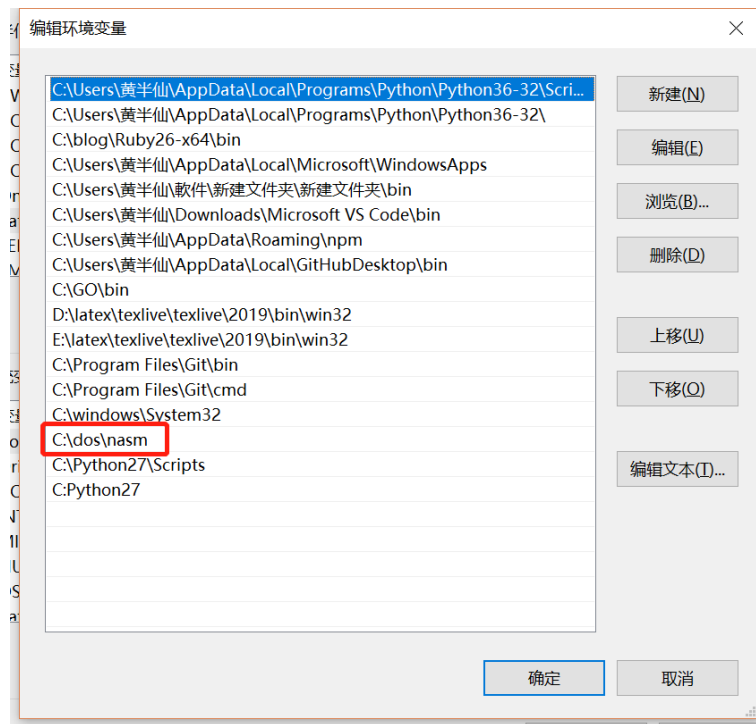 编辑环境变量
C:\Users\黄半仙\AppData\Local\Programs\Python\Python36-32\Scri...
C:\Users\黄半仙\AppData\Local\Programs\Python\Python36-32\
C:\blog\Ruby26-x64\bin
C:\Users\黄半仙\AppData\Local\Microsoft\WindowsApps
C:\Users\黄半仙\軟件\新建文件夹\新建文件夹\bin
C:\Users\黄半仙\Downloads\Microsoft VS Code\bin
C:\Users\黄半仙\AppData\Roaming\npm
C:\Users\黄半仙\AppData\Local\GitHubDesktop\bin
C:\GO\bin
D:\latex\texlive\texlive\2019\bin\win32
E:\latex\texlive\texlive\2019\bin\win32
C:\Program Files\Git\bin
C:\Program Files\Git\cmd
C:\windows\System32
C:\dos\nasm
C:\Python27\Scripts
C:Python27
新建(N)
编辑(E)
浏览(B)...
删除(D)
上移(U)
下移(O)
编辑文本(T)...
确定
取消